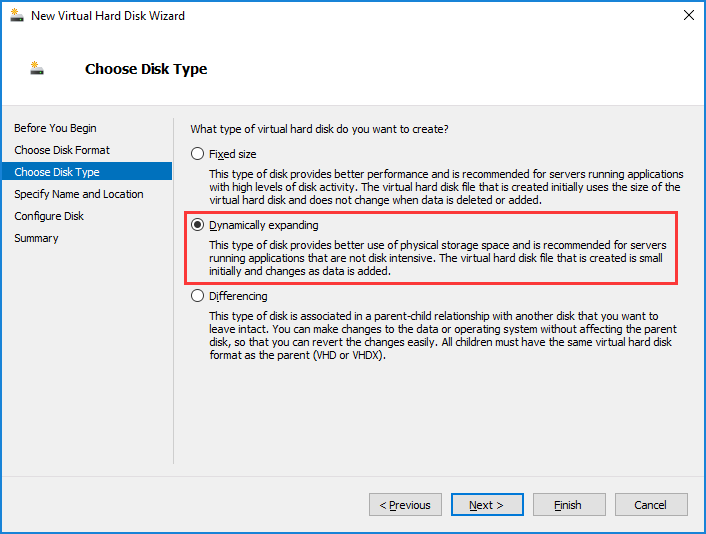 New Virtual Hard Disk Wizard
Choose Disk Type
Before You Begin
Choose Disk Format
Choose Disk Type
Specify Name and Location
Configure Disk
Summary
What type of virtual hard disk do you want to create?
Fixed size
This type of disk provides better performance and is recommended for servers running applications
with high levels of disk activity. The virtual hard disk file that is created initially uses the size of the
virtual hard disk and does not change when data is deleted or added.
Dynamically expanding
This type of disk provides better use of physical storage space and is recommended for servers
running applications that are not disk intensive. The virtual hard disk file that is created is small
initially and changes as data is added.
Differencing
This type of disk is associated in a parent-child relationship with another disk that you want to
leave intact. You can make changes to the data or operating system without affecting the parent
disk, so that you can revert the changes easily. All children must have the same virtual hard disk
format as the parent (VHD or VHDX).
< Previous
Next >
Finish
Cancel